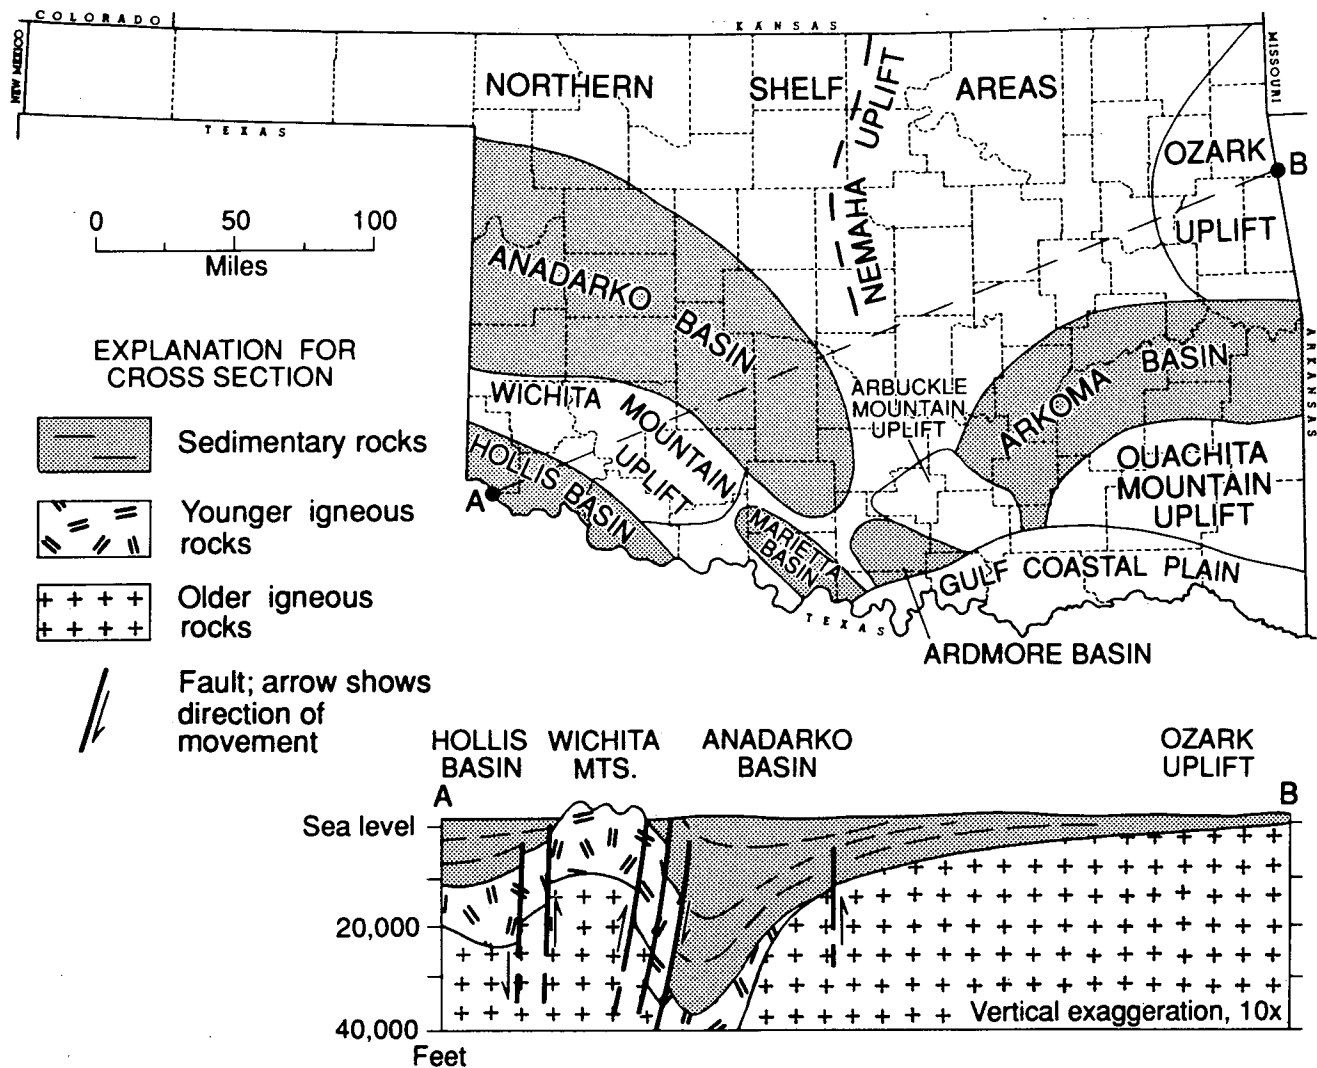 COLORADO
KANSAS
NEW MEXICO
MISSOURI
TEXAS
NORTHERN SHELF AREAS
NEMAHA UPLIFT
OZARK
UPLIFT
B
0 50 100
Miles
ANADARKO BASIN
ARKANSAS
WICHITA MOUNTAIN
UPLIFT
ARBUCKLE
MOUNTAIN
UPLIFT
ARKOMA BASIN
HOLLIS BASIN
A
OUACHITA
MOUNTAIN
UPLIFT
MARIETTA
BASIN
GULF COASTAL PLAIN
TEXAS
ARDMORE BASIN
EXPLANATION FOR
CROSS SECTION
Sedimentary rocks
Younger igneous
rocks
Older igneous
rocks
Fault; arrow shows
direction of
movement
HOLLIS
BASIN
WICHITA
MTS.
ANADARKO
BASIN
OZARK
UPLIFT
A
B
Sea level
20,000
40,000
Feet
Vertical exaggeration, 10x